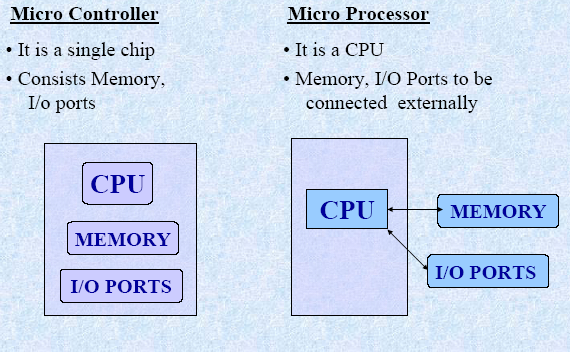 Micro Controller
• It is a single chip
• Consists Memory,
I/o ports
CPU
MEMORY
I/O PORTS
Micro Processor
• It is a CPU
• Memory, I/O Ports to be
connected externally
CPU
MEMORY
I/O PORTS